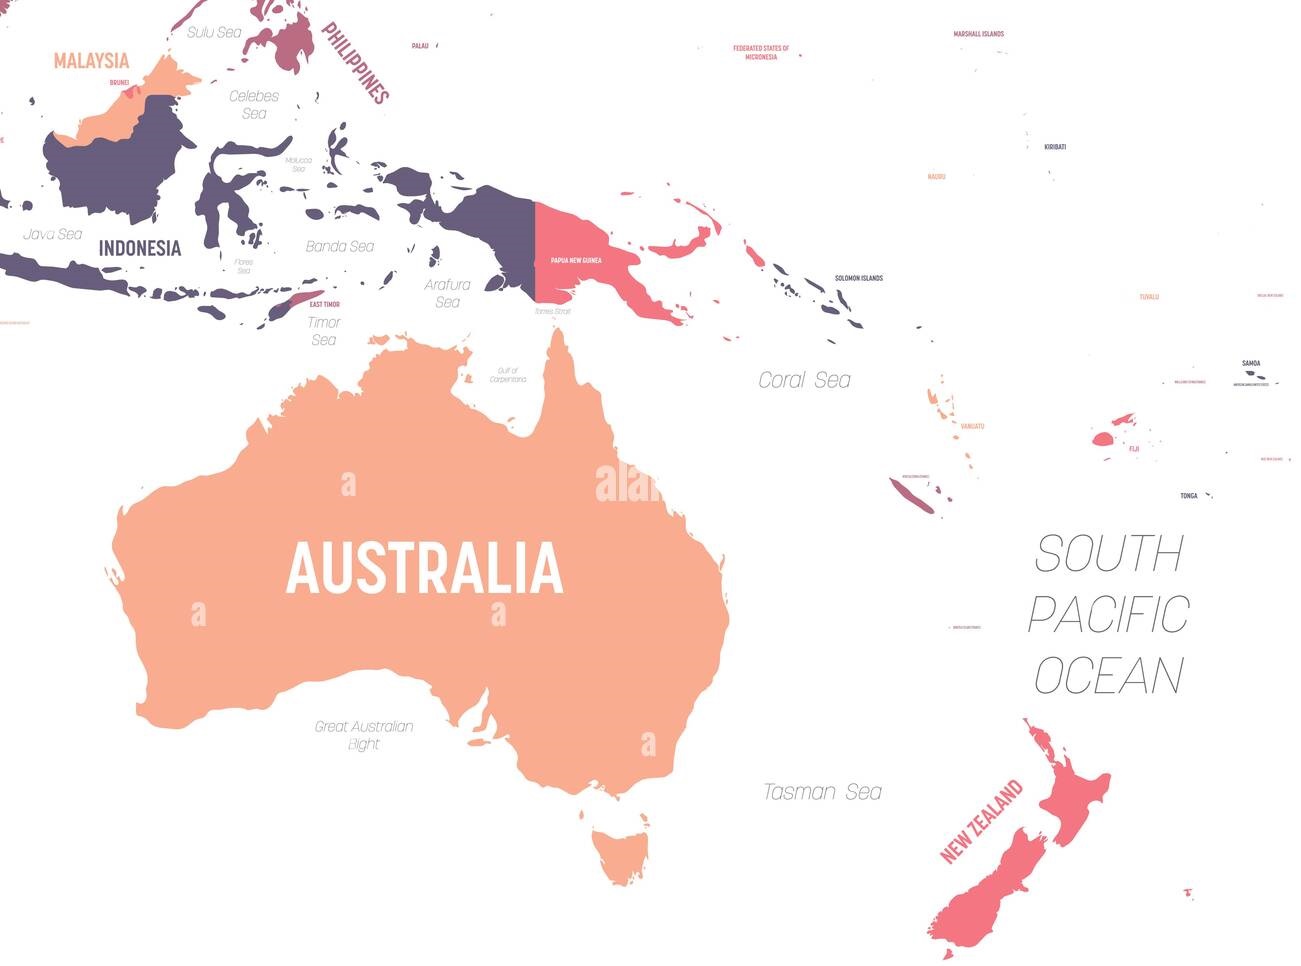 Sulu Sea
PHILIPPINES
PALAU
FEDERATED STATES OF
MICRONESIA
MARSHALL ISLANDS
MALAYSIA
BRUNEI
Celebes
Sea
KIRIBATI
Molucca
Sea
NAURU
Java Sea
INDONESIA
Banda Sea
Flores
Sea
PAPUA NEW GUINEA
Arafura
Sea
SOLOMON ISLANDS
EAST TIMOR
Torres Strait
TUVALU
Timor
Sea
Gulf of
Carpentaria
Coral Sea
SAMOA
VANUATU
FIJI
TONGA
a
ala
AUSTRALIA
a
a
SOUTH
PACIFIC
OCEAN
Great Australian
Bight
a
Tasman Sea
NEW ZEALAND